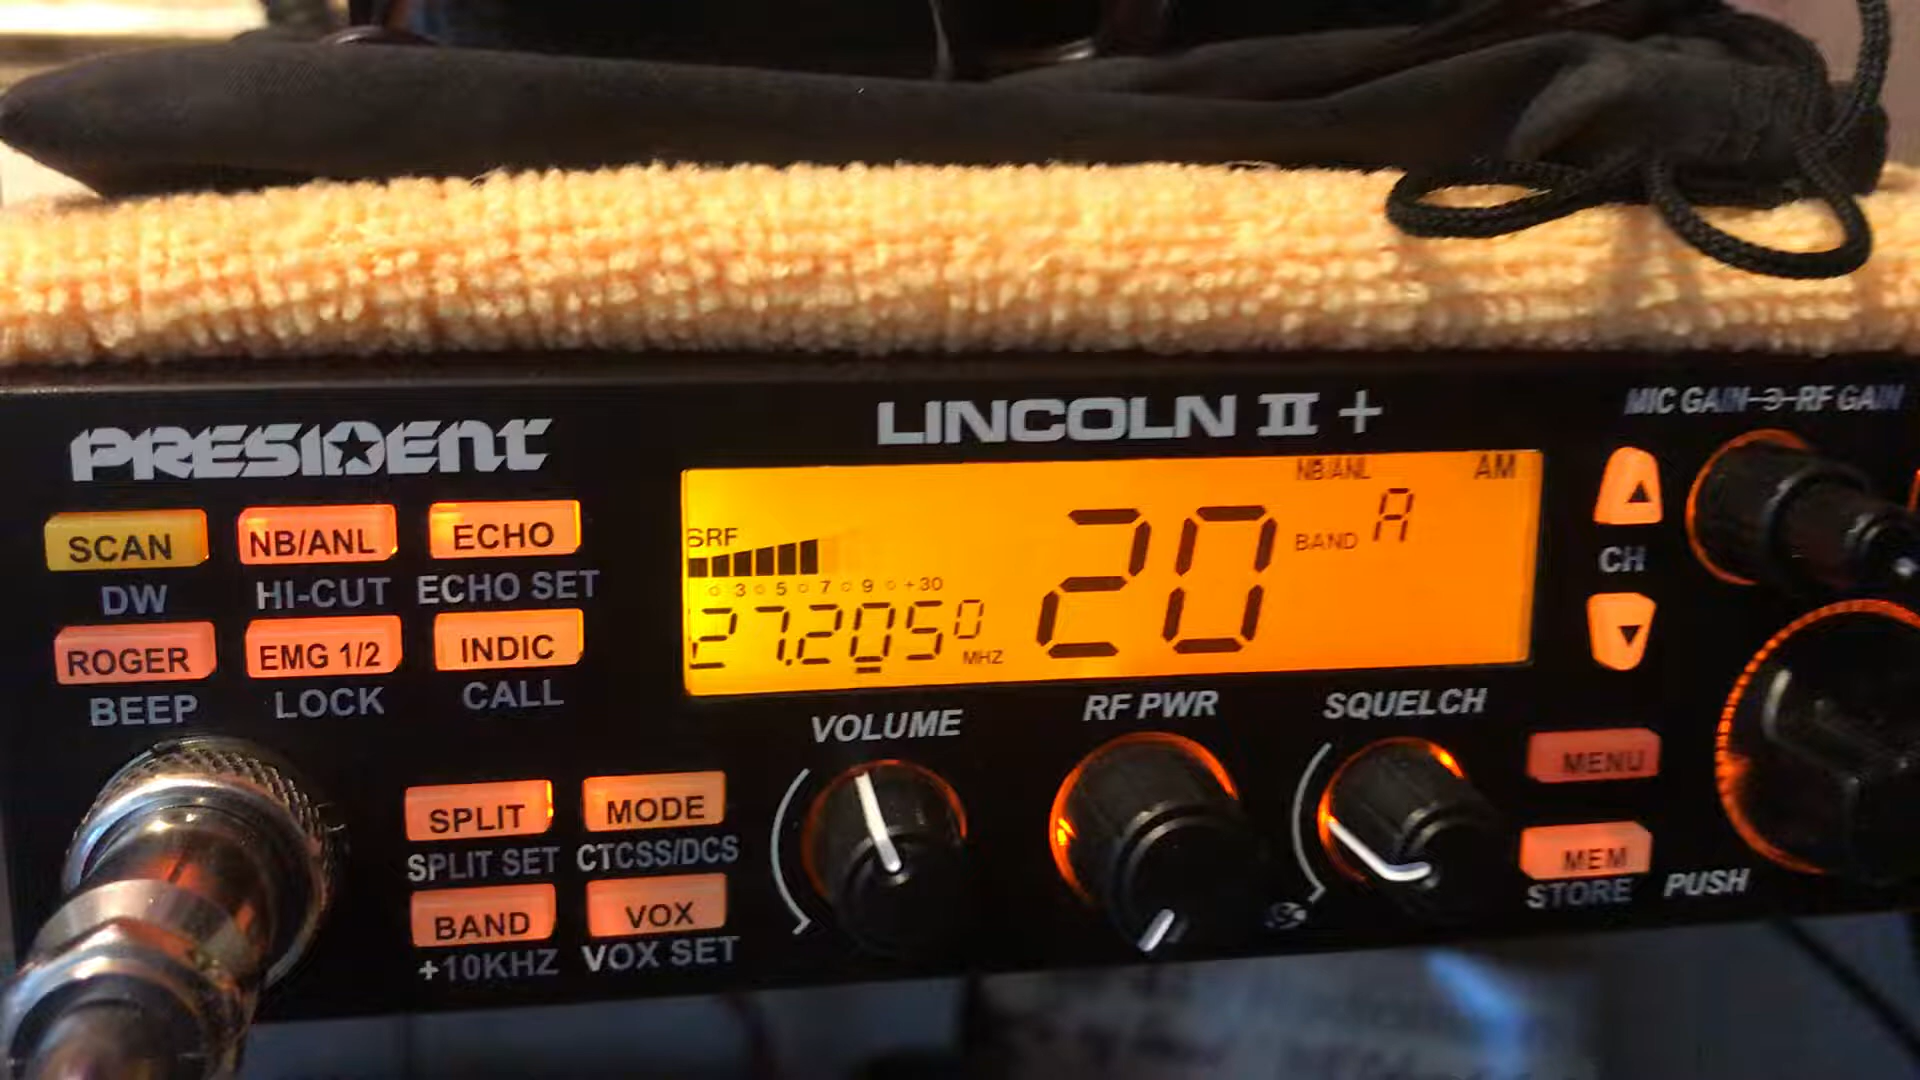 PRESIDENT
LINCOLN II +
MIC GAIN RF GAIN
SCAN NB/ANL ECHO
DW HI-CUT ECHO SET
ROGER EMG 1/2 INDIC
BEEP LOCK CALL
NB/ANL AM
SRF
BAND A
20
3 5 7 9 +30
27.2050 MHZ
CH
VOLUME RF PWR SQUELCH
MENU
SPLIT MODE
SPLIT SET CTCSS/DCS
MEM
STORE PUSH
BAND VOX
+10KHZ VOX SET